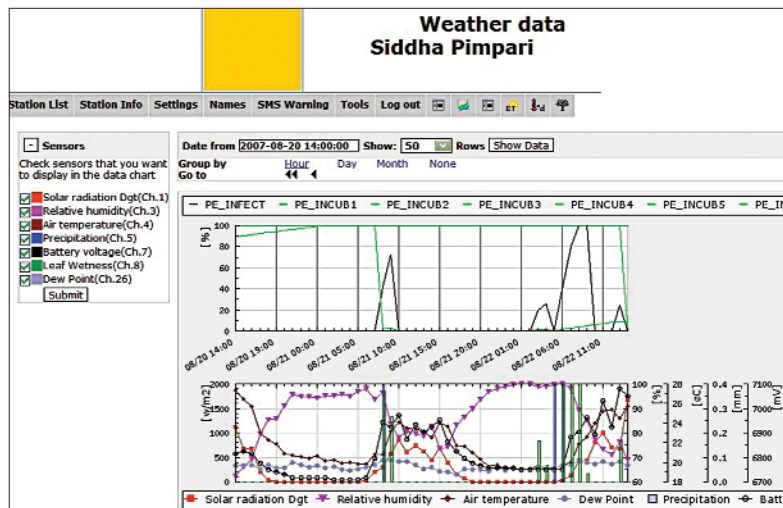 Weather data
Siddha Pimpari
Station List Station Info Settings Names SMS Warning Tools Log out ET
- Sensors
Check sensors that you want
to display in the data chart
Solar radiation Dgt(Ch.1)
Relative humidity(Ch.3)
Air temperature(Ch.4)
Precipitation(Ch.5)
Battery voltage(Ch.7)
Leaf Wetness(Ch.8)
Dew Point(Ch.26)
Submit
Date from 2007-08-20 14:00:00 Show: 50 Rows Show Data
Group by Hour Day Month None
Go to
PE_INFECT PE_INCUB1 PE_INCUB2 PE_INCUB3 PE_INCUB4 PE_INCUB5 PE_IN
[%]
100
80
60
40
20
0
08/20 14:00 08/20 19:00 08/21 00:00 08/21 05:00 08/21 10:00 08/21 15:00 08/21 20:00 08/22 01:00 08/22 06:00 08/22 11:00
[w/m2]
2000
1500
1000
500
0
100
90
80
70
60
[%]
28
26
24
22
20
18
[øC]
0.4
0.3
0.2
0.1
0.0
[mm]
7100
7000
6900
6800
6700
[mV]
Solar radiation Dgt Relative humidity Air temperature Dew Point Precipitation Batt